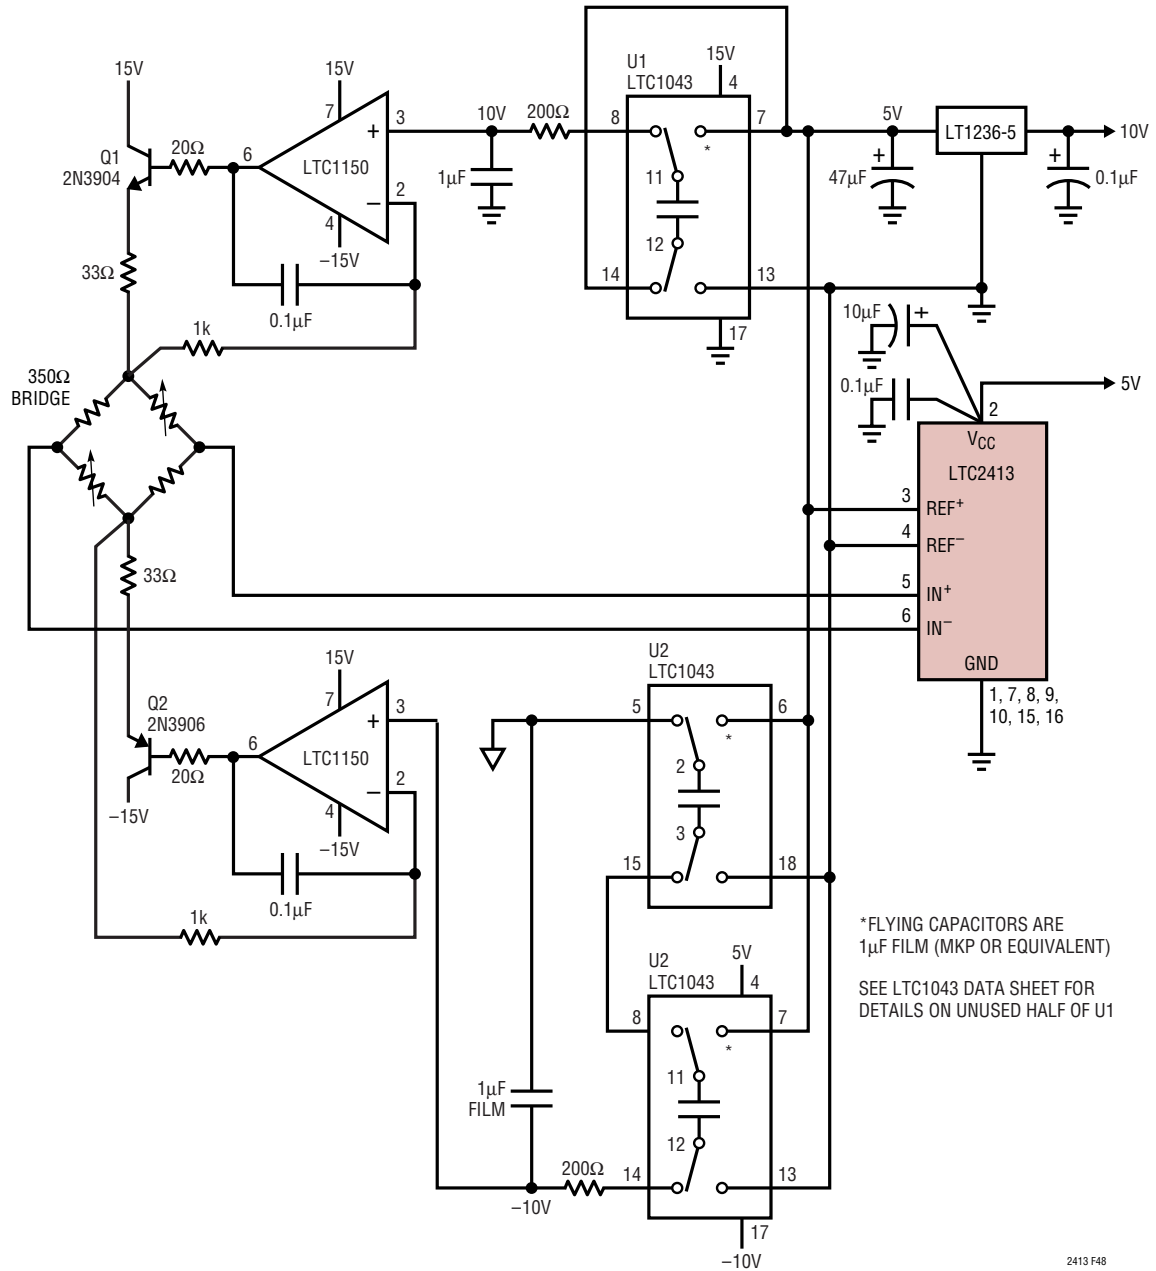 15V
Q1
2N3904
20Ω
6
15V
7
LTC1150
4
–15V
3
+
2
–
0.1µF
33Ω
1k
10V
1µF
200Ω
U1
LTC1043
15V
4
8
7
*
11
12
14
13
17
5V
+
47µF
LT1236-5
10V
+
0.1µF
10µF
+
0.1µF
5V
2
VCC
LTC2413
3
REF+
4
REF–
5
IN+
6
IN–
GND
1, 7, 8, 9,
10, 15, 16
350Ω
BRIDGE
33Ω
Q2
2N3906
20Ω
–15V
6
15V
7
LTC1150
4
–15V
3
+
2
–
0.1µF
1k
U2
LTC1043
5
6
*
2
3
15
18
U2
LTC1043
5V
4
8
7
*
11
12
14
13
17
–10V
1µF
FILM
200Ω
–10V
*FLYING CAPACITORS ARE
1µF FILM (MKP OR EQUIVALENT)
SEE LTC1043 DATA SHEET FOR
DETAILS ON UNUSED HALF OF U1
2413 F48